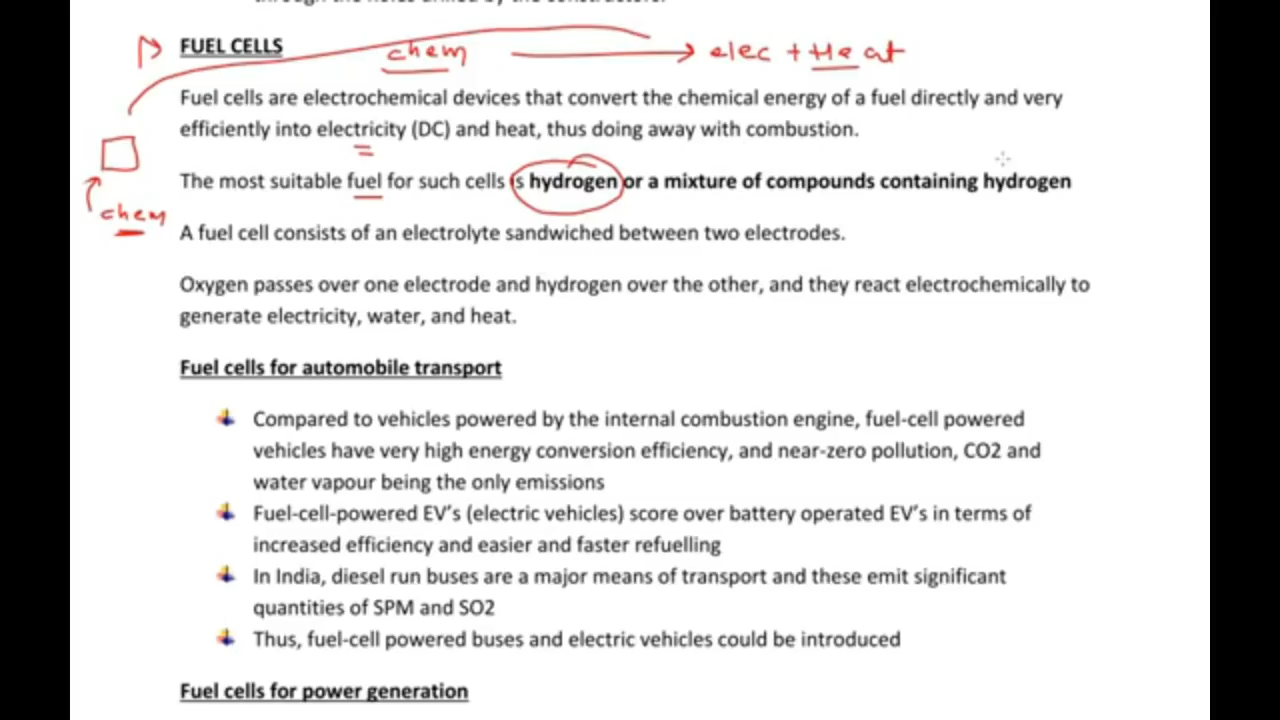 through the holes drilled by the constructors.
FUEL CELLS
chem → elec + Heat
Fuel cells are electrochemical devices that convert the chemical energy of a fuel directly and very
efficiently into electricity (DC) and heat, thus doing away with combustion.
The most suitable fuel for such cells is hydrogen or a mixture of compounds containing hydrogen
chem
A fuel cell consists of an electrolyte sandwiched between two electrodes.
Oxygen passes over one electrode and hydrogen over the other, and they react electrochemically to
generate electricity, water, and heat.
Fuel cells for automobile transport
Compared to vehicles powered by the internal combustion engine, fuel-cell powered
vehicles have very high energy conversion efficiency, and near-zero pollution, CO2 and
water vapour being the only emissions
Fuel-cell-powered EV's (electric vehicles) score over battery operated EV's in terms of
increased efficiency and easier and faster refuelling
In India, diesel run buses are a major means of transport and these emit significant
quantities of SPM and SO2
Thus, fuel-cell powered buses and electric vehicles could be introduced
Fuel cells for power generation